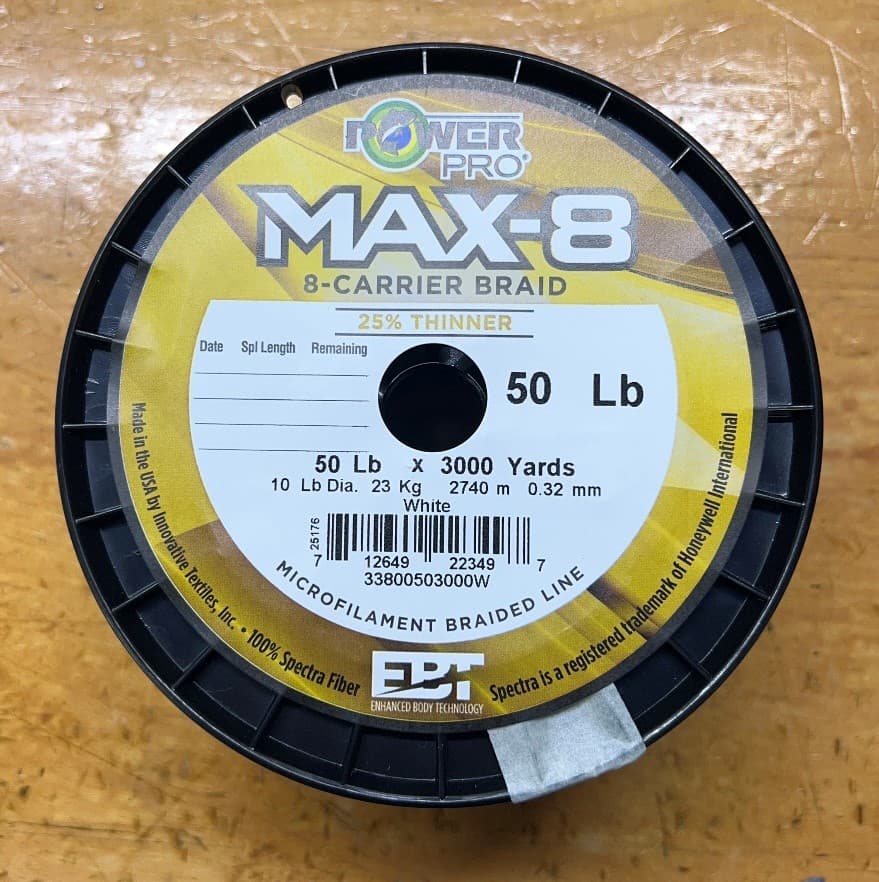 POWER
PRO®
MAX-8
8-CARRIER BRAID
25% THINNER
Date Spl Length Remaining
50 Lb
50 Lb x 3000 Yards
10 Lb Dia. 23 Kg 2740 m 0.32 mm
White
25176
7 12649 22349 7
33800503000W
MICROFILAMENT BRAIDED LINE
Made in the USA by Innovative Textiles, Inc. • 100% Spectra Fiber
EBT
ENHANCED BODY TECHNOLOGY
Spectra is a registered trademark of Honeywell International